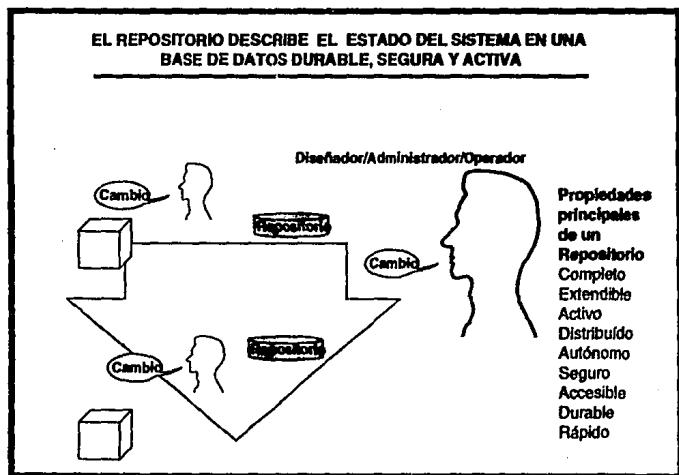 EL REPOSITORIO DESCRIBE EL ESTADO DEL SISTEMA EN UNA
BASE DE DATOS DURABLE, SEGURA Y ACTIVA
Diseñador/Administrador/Operador
Cambio
Repositorio
Cambio
Propiedades
principales
de un
Repositorio
Completo
Extendible
Activo
Distribuído
Autónomo
Seguro
Accesible
Durable
Rápido
Repositorio
Cambio